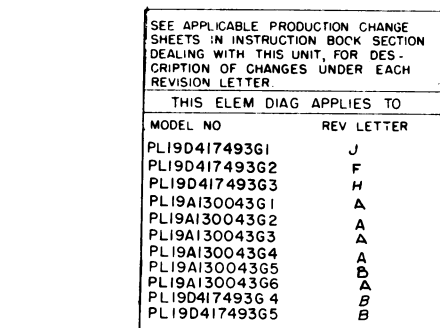 SEE APPLICABLE PRODUCTION CHANGE
SHEETS IN INSTRUCTION BOCK SECTION
DEALING WITH THIS UNIT, FOR DES-
CRIPTION OF CHANGES UNDER EACH
REVISION LETTER.
THIS ELEM DIAG APPLIES TO
MODEL NO REV LETTER
PL19D417493G1 J
PL19D417493G2 F
PL19D417493G3 H
PL19A130043G1 A
PL19A130043G2 A
PL19A130043G3 A
PL19A130043G4 A
PL19A130043G5 B
PL19A130043G6 A
PL19D417493G4 B
PL19D417493G5 B